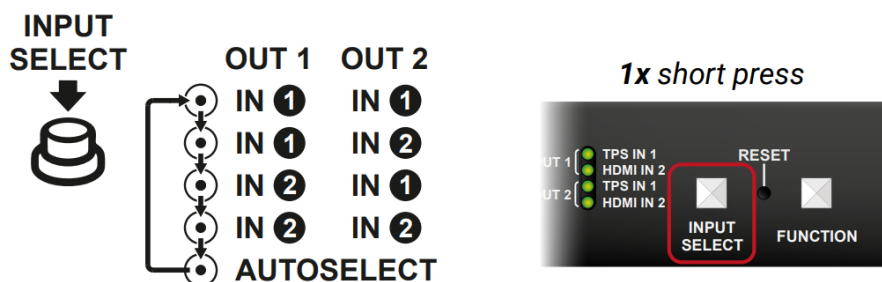 INPUT
SELECT
OUT 1 OUT 2
IN 1 IN 1
IN 1 IN 2
IN 2 IN 1
IN 2 IN 2
AUTOSELECT
1x short press
OUT 1 TPS IN 1
HDMI IN 2
UT 2 TPS IN 1
HDMI IN 2
RESET
INPUT
SELECT
FUNCTION